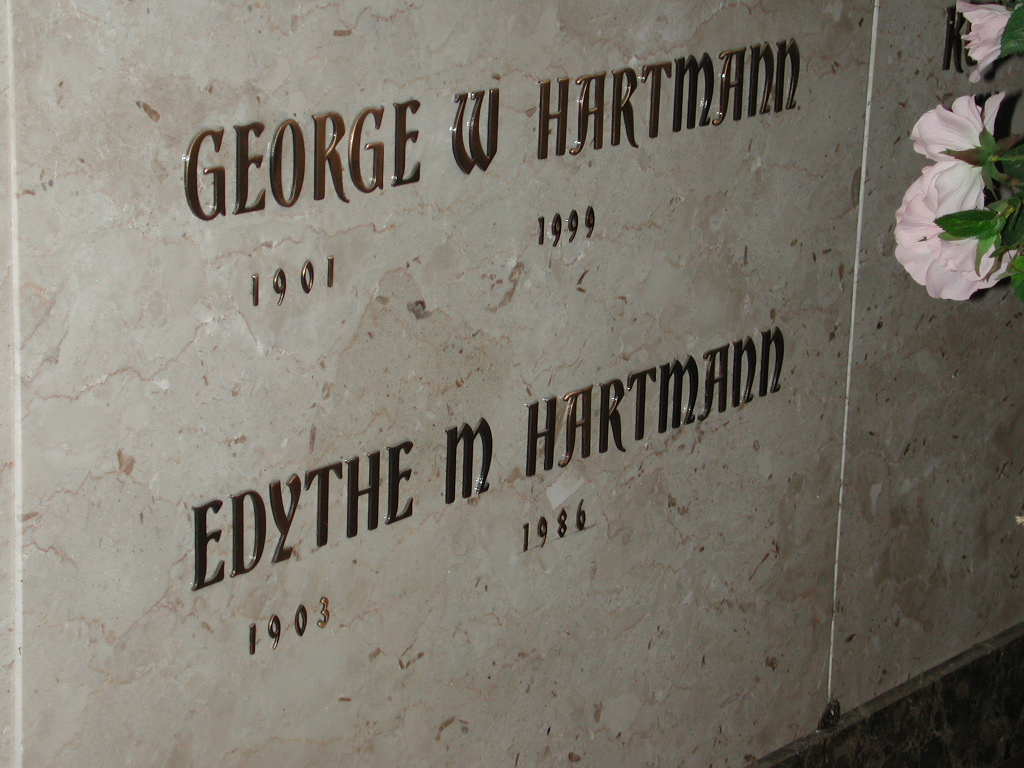 GEORGE W HARTMANN
1901 1999
EDYTHE M HARTMANN
1903 1986